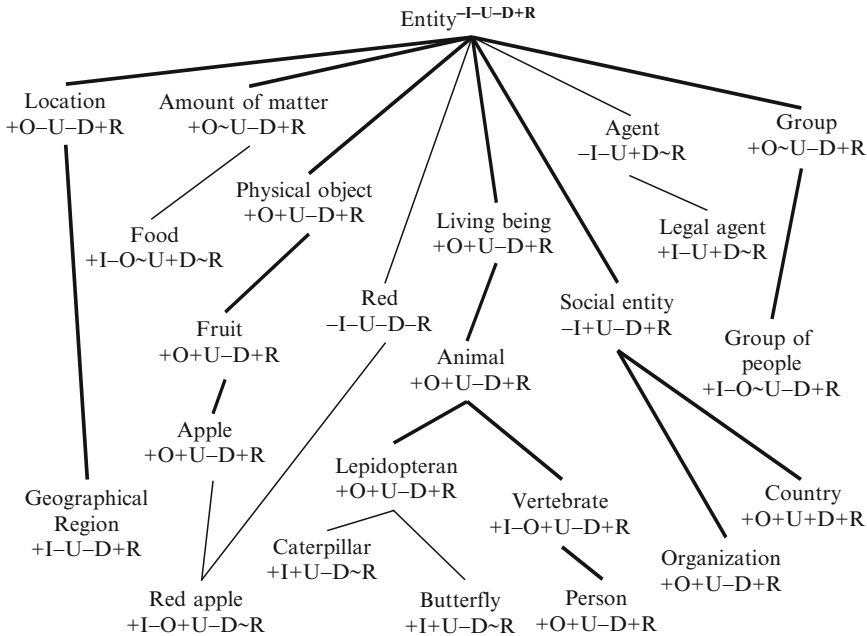 Entity–I–U–D+R
Location
+O–U–D+R
Amount of matter
+O~U–D+R
Agent
–I–U+D~R
Group
+O~U–D+R
Physical object
+O+U–D+R
Living being
+O+U–D+R
Legal agent
+I–U+D~R
Food
+I–O~U+D~R
Red
–I–U–D–R
Social entity
–I+U–D+R
Fruit
+O+U–D+R
Animal
+O+U–D+R
Group of
people
+I–O~U–D+R
Apple
+O+U–D+R
Lepidopteran
+O+U–D+R
Geographical
Region
+I–U–D+R
Vertebrate
+I–O+U–D+R
Country
+O+U+D+R
Caterpillar
+I+U–D~R
Organization
+O+U–D+R
Red apple
+I–O+U–D~R
Butterfly
+I+U–D~R
Person
+O+U–D+R